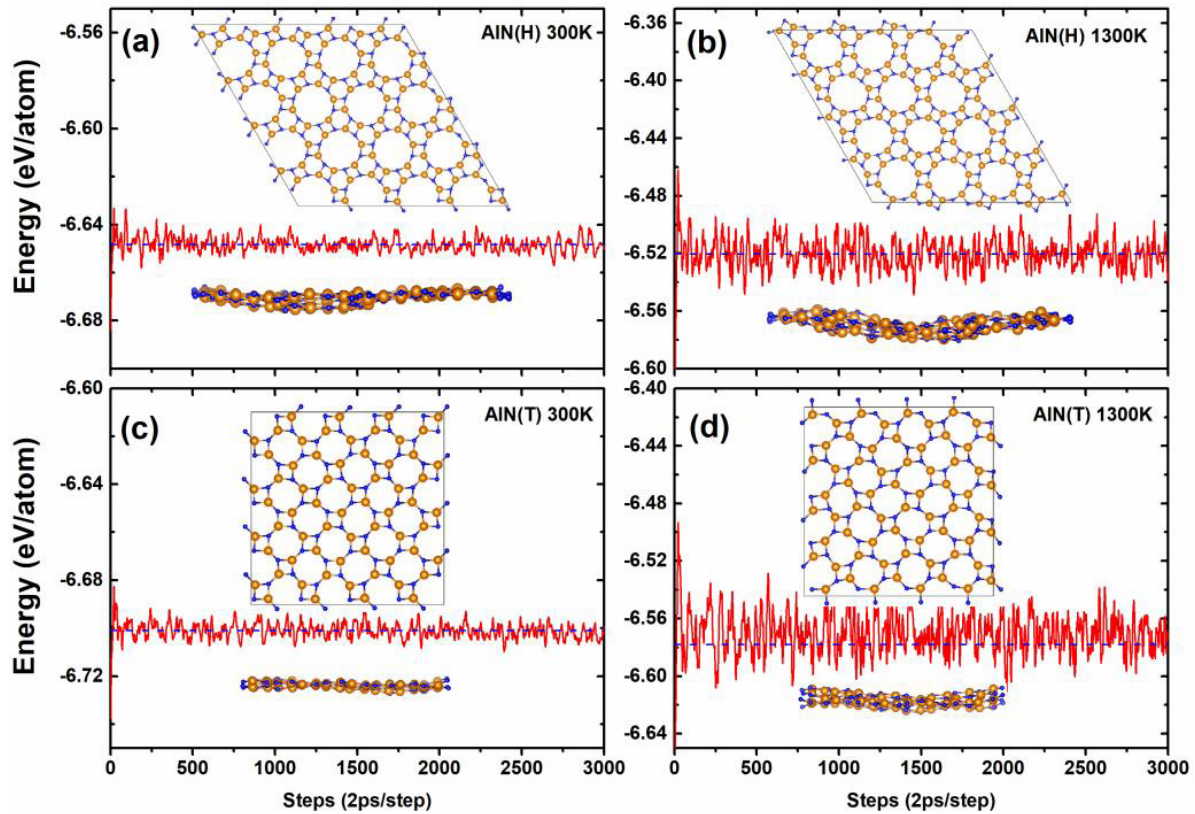 (a)
AlN(H) 300K
-6.56
-6.60
-6.64
-6.68
Energy (eV/atom)
(b)
AlN(H) 1300K
-6.36
-6.40
-6.44
-6.48
-6.52
-6.56
-6.60
(c)
AlN(T) 300K
-6.60
-6.64
-6.68
-6.72
Energy (eV/atom)
0 500 1000 1500 2000 2500 3000
Steps (2ps/step)
(d)
AlN(T) 1300K
-6.40
-6.44
-6.48
-6.52
-6.56
-6.60
-6.64
0 500 1000 1500 2000 2500 3000
Steps (2ps/step)